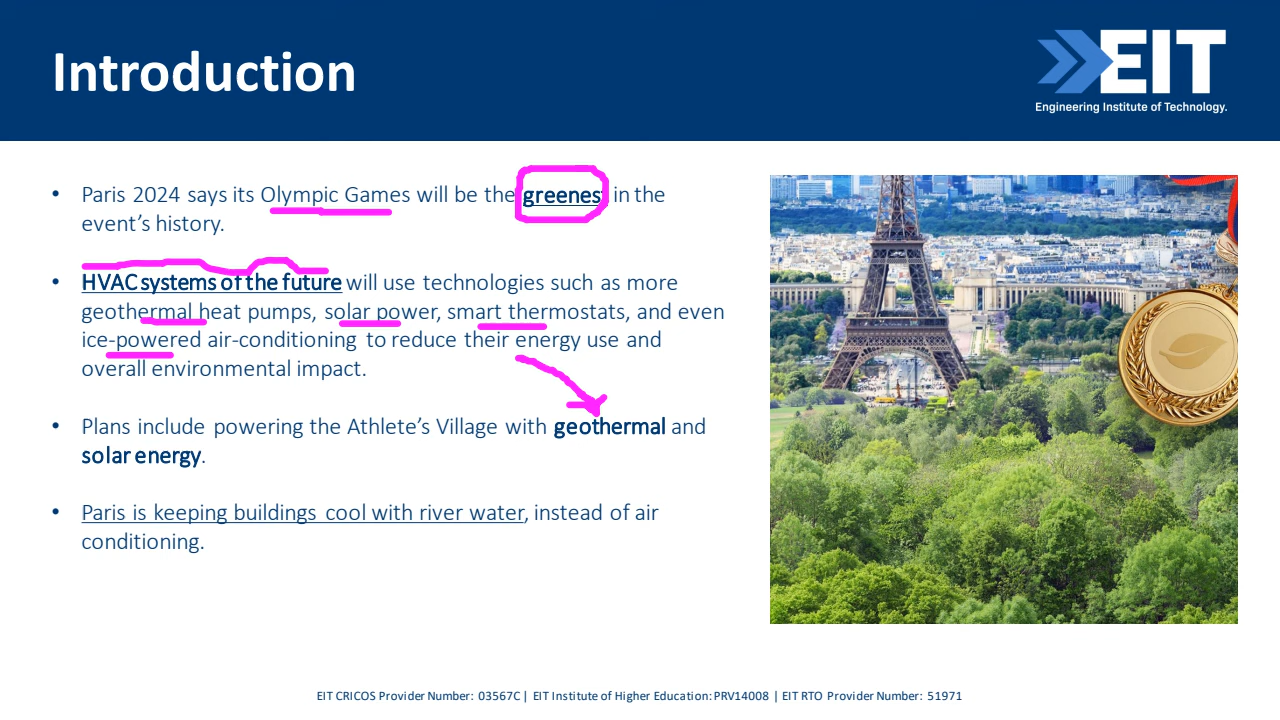 Introduction
EIT
Engineering Institute of Technology.
• Paris 2024 says its Olympic Games will be the greenest in the
event's history.
• HVAC systems of the future will use technologies such as more
geothermal heat pumps, solar power, smart thermostats, and even
ice-powered air-conditioning to reduce their energy use and
overall environmental impact.
• Plans include powering the Athlete's Village with geothermal and
solar energy.
• Paris is keeping buildings cool with river water, instead of air
conditioning.
EIT CRICOS Provider Number: 03567C | EIT Institute of Higher Education: PRV14008 | EIT RTO Provider Number: 51971